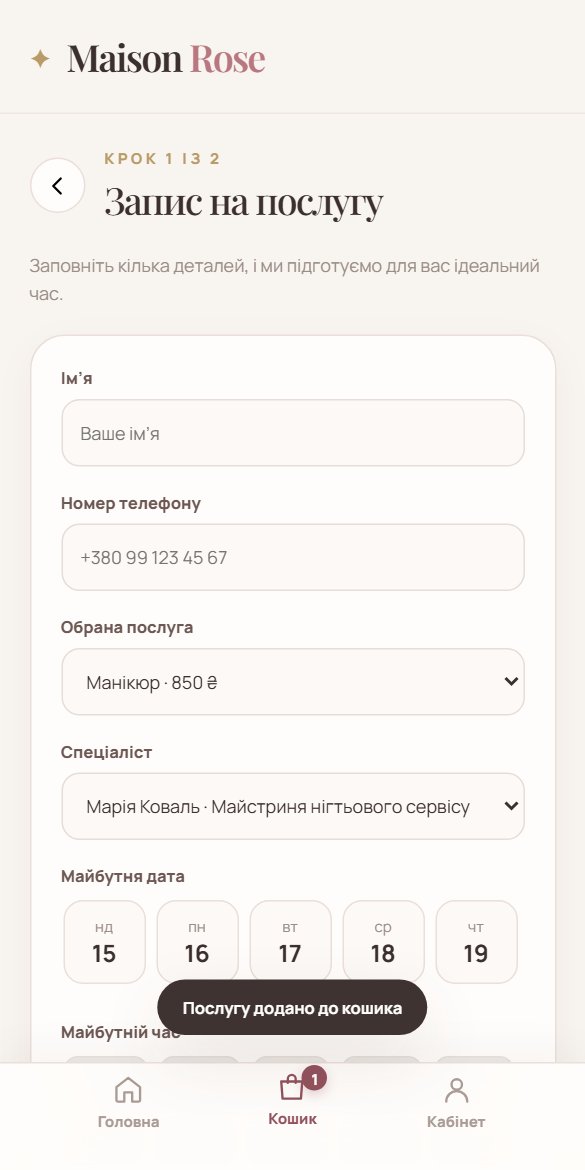 Maison Rose
КРОК 1 ІЗ 2
Запис на послугу
Заповніть кілька деталей, і ми підготуємо для вас ідеальний
час.
Ім’я
Ваше ім’я
Номер телефону
+380 99 123 45 67
Обрана послуга
Манікюр · 850 ₴
Спеціаліст
Марія Коваль · Майстриня нігтьового сервісу
Майбутня дата
нд пн вт ср чт
15 16 17 18 19
Послугу додано до кошика
Майбутній час
1
Головна Кошик Кабінет